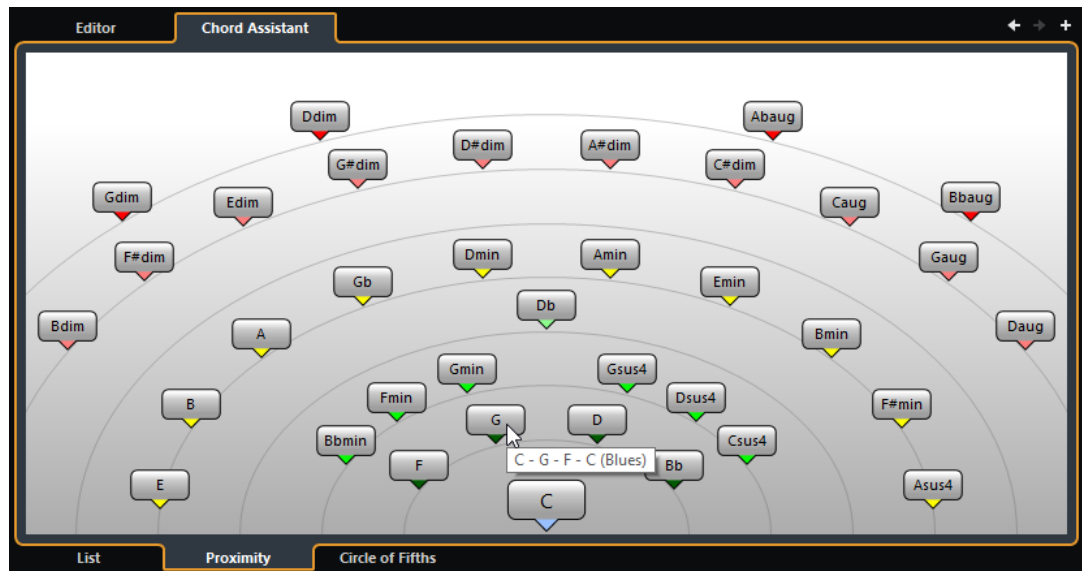 Editor
Chord Assistant
Ddim
Abaug
D#dim
A#dim
G#dim
C#dim
Gdim
Edim
Caug
Bbaug
F#dim
Dmin
Amin
Gaug
Gb
Emin
Db
Bdim
A
Bmin
Daug
Gmin
Gsus4
Fmin
Dsus4
B
F#min
G
D
Bbmin
Csus4
C - G - F - C (Blues)
F
Bb
E
Asus4
C
List
Proximity
Circle of Fifths